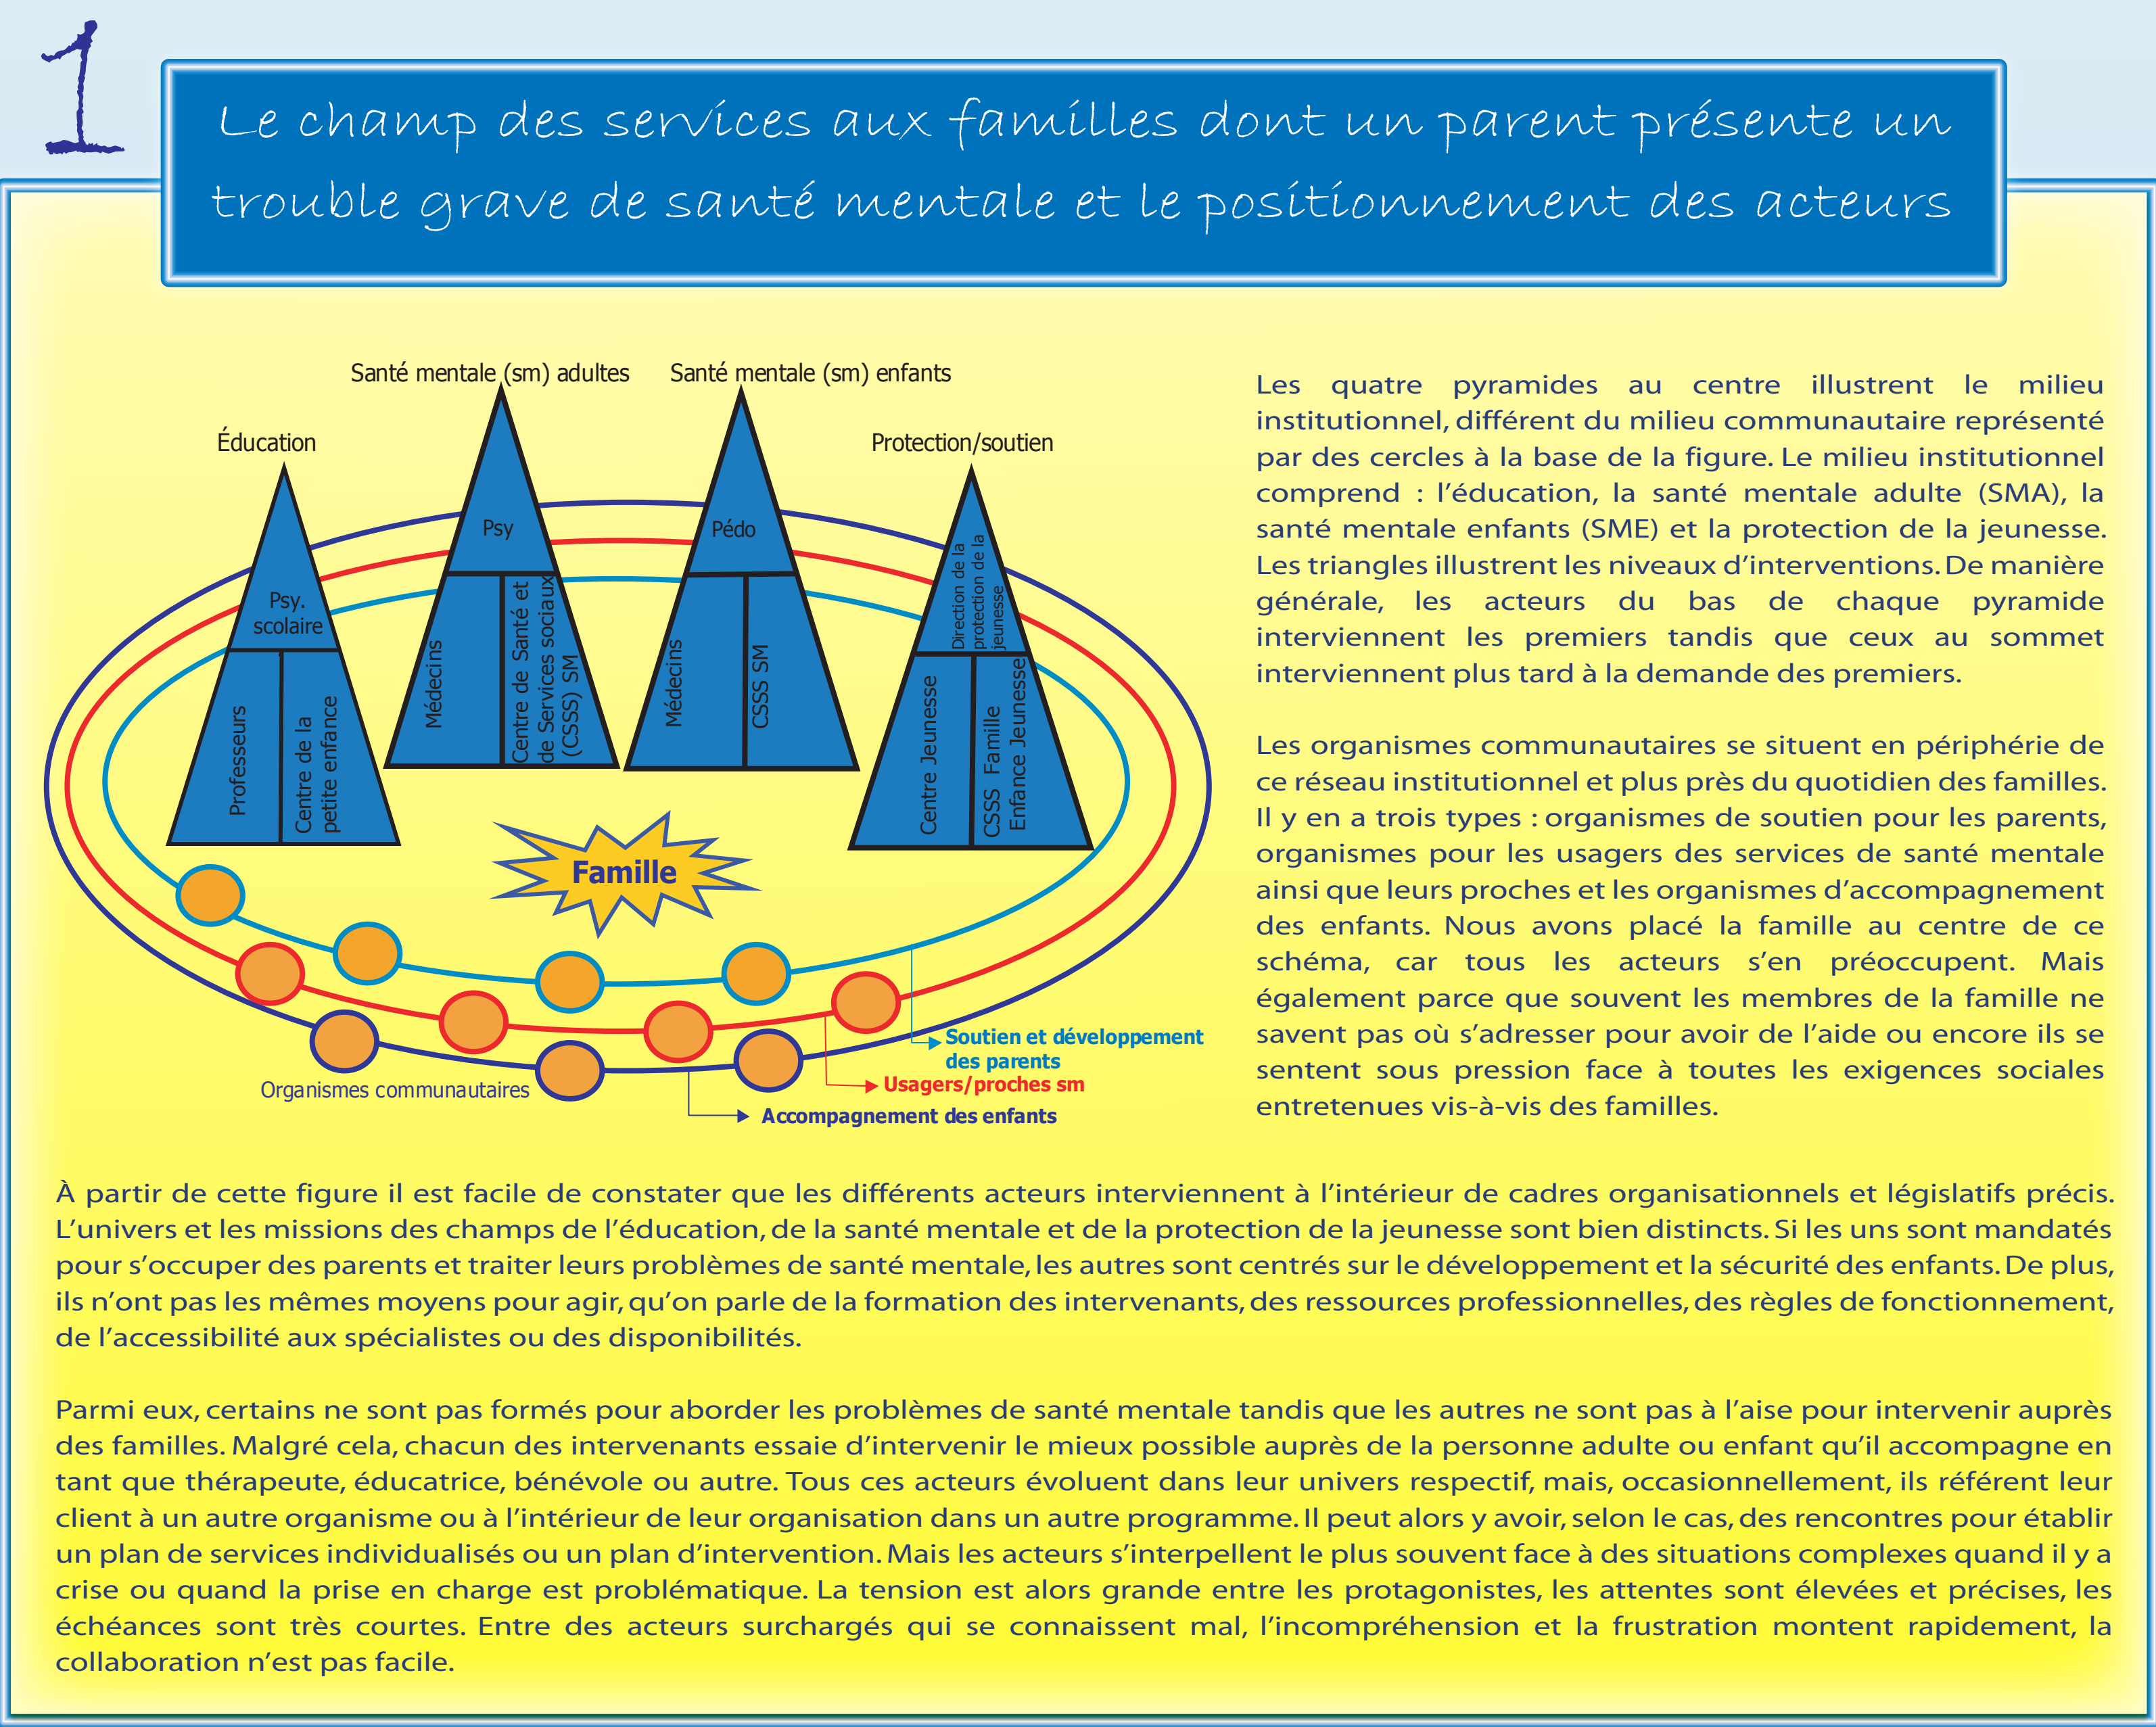 1
Le champ des services aux familles dont un parent présente un
trouble grave de santé mentale et le positionnement des acteurs
Santé mentale (sm) adultes
Santé mentale (sm) enfants
Éducation
Protection/soutien
Psy.
scolaire
Professeurs
Centre de la
petite enfance
Psy
Médecins
Centre de Santé et
de Services sociaux
(CSSS) SM
Pédo
Médecins
CSSS SM
Direction de la
protection de la
jeunesse
Centre Jeunesse
CSSS Famille
Enfance Jeunesse
Famille
Soutien et développement
des parents
Usagers/proches sm
Organismes communautaires
Accompagnement des enfants
Les quatre pyramides au centre illustrent le milieu
institutionnel, différent du milieu communautaire représenté
par des cercles à la base de la figure. Le milieu institutionnel
comprend : l’éducation, la santé mentale adulte (SMA), la
santé mentale enfants (SME) et la protection de la jeunesse.
Les triangles illustrent les niveaux d’interventions. De manière
générale, les acteurs du bas de chaque pyramide
interviennent les premiers tandis que ceux au sommet
interviennent plus tard à la demande des premiers.
Les organismes communautaires se situent en périphérie de
ce réseau institutionnel et plus près du quotidien des familles.
Il y en a trois types : organismes de soutien pour les parents,
organismes pour les usagers des services de santé mentale
ainsi que leurs proches et les organismes d’accompagnement
des enfants. Nous avons placé la famille au centre de ce
schéma, car tous les acteurs s’en préoccupent. Mais
également parce que souvent les membres de la famille ne
savent pas où s’adresser pour avoir de l’aide ou encore ils se
sentent sous pression face à toutes les exigences sociales
entretenues vis-à-vis des familles.
À partir de cette figure il est facile de constater que les différents acteurs interviennent à l’intérieur de cadres organisationnels et législatifs précis.
L’univers et les missions des champs de l’éducation, de la santé mentale et de la protection de la jeunesse sont bien distincts. Si les uns sont mandatés
pour s’occuper des parents et traiter leurs problèmes de santé mentale, les autres sont centrés sur le développement et la sécurité des enfants. De plus,
ils n’ont pas les mêmes moyens pour agir, qu’on parle de la formation des intervenants, des ressources professionnelles, des règles de fonctionnement,
de l’accessibilité aux spécialistes ou des disponibilités.
Parmi eux, certains ne sont pas formés pour aborder les problèmes de santé mentale tandis que les autres ne sont pas à l’aise pour intervenir auprès
des familles. Malgré cela, chacun des intervenants essaie d’intervenir le mieux possible auprès de la personne adulte ou enfant qu’il accompagne en
tant que thérapeute, éducatrice, bénévole ou autre. Tous ces acteurs évoluent dans leur univers respectif, mais, occasionnellement, ils référent leur
client à un autre organisme ou à l’intérieur de leur organisation dans un autre programme. Il peut alors y avoir, selon le cas, des rencontres pour établir
un plan de services individualisés ou un plan d’intervention. Mais les acteurs s’interpellent le plus souvent face à des situations complexes quand il y a
crise ou quand la prise en charge est problématique. La tension est alors grande entre les protagonistes, les attentes sont élevées et précises, les
échéances sont très courtes. Entre des acteurs surchargés qui se connaissent mal, l’incompréhension et la frustration montent rapidement, la
collaboration n’est pas facile.